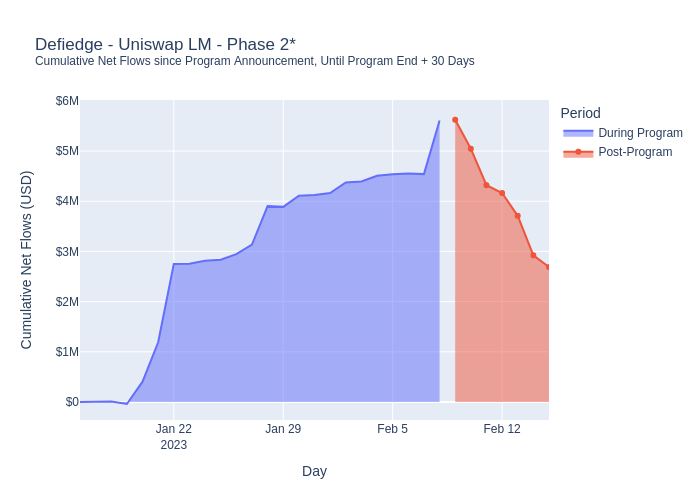 Defiedge - Uniswap LM - Phase 2*
Cumulative Net Flows since Program Announcement, Until Program End + 30 Days
Period
During Program
Post-Program
Cumulative Net Flows (USD)
$6M
$5M
$4M
$3M
$2M
$1M
$0
Jan 22
2023
Jan 29
Feb 5
Feb 12
Day